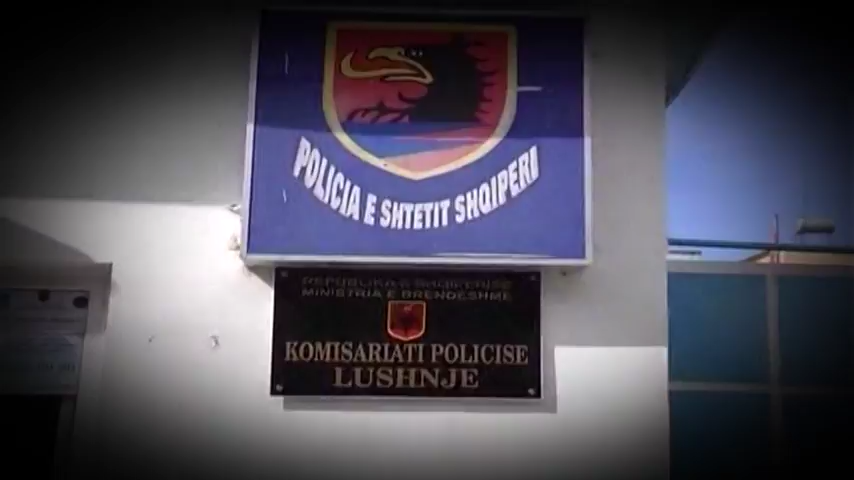 POLICIA E SHTETIT SHQIPERI
REPUBLIKA E SHQIPERISE
MINISTRIA E BRENDESHME
KOMISARIATI POLICISE
LUSHNJE